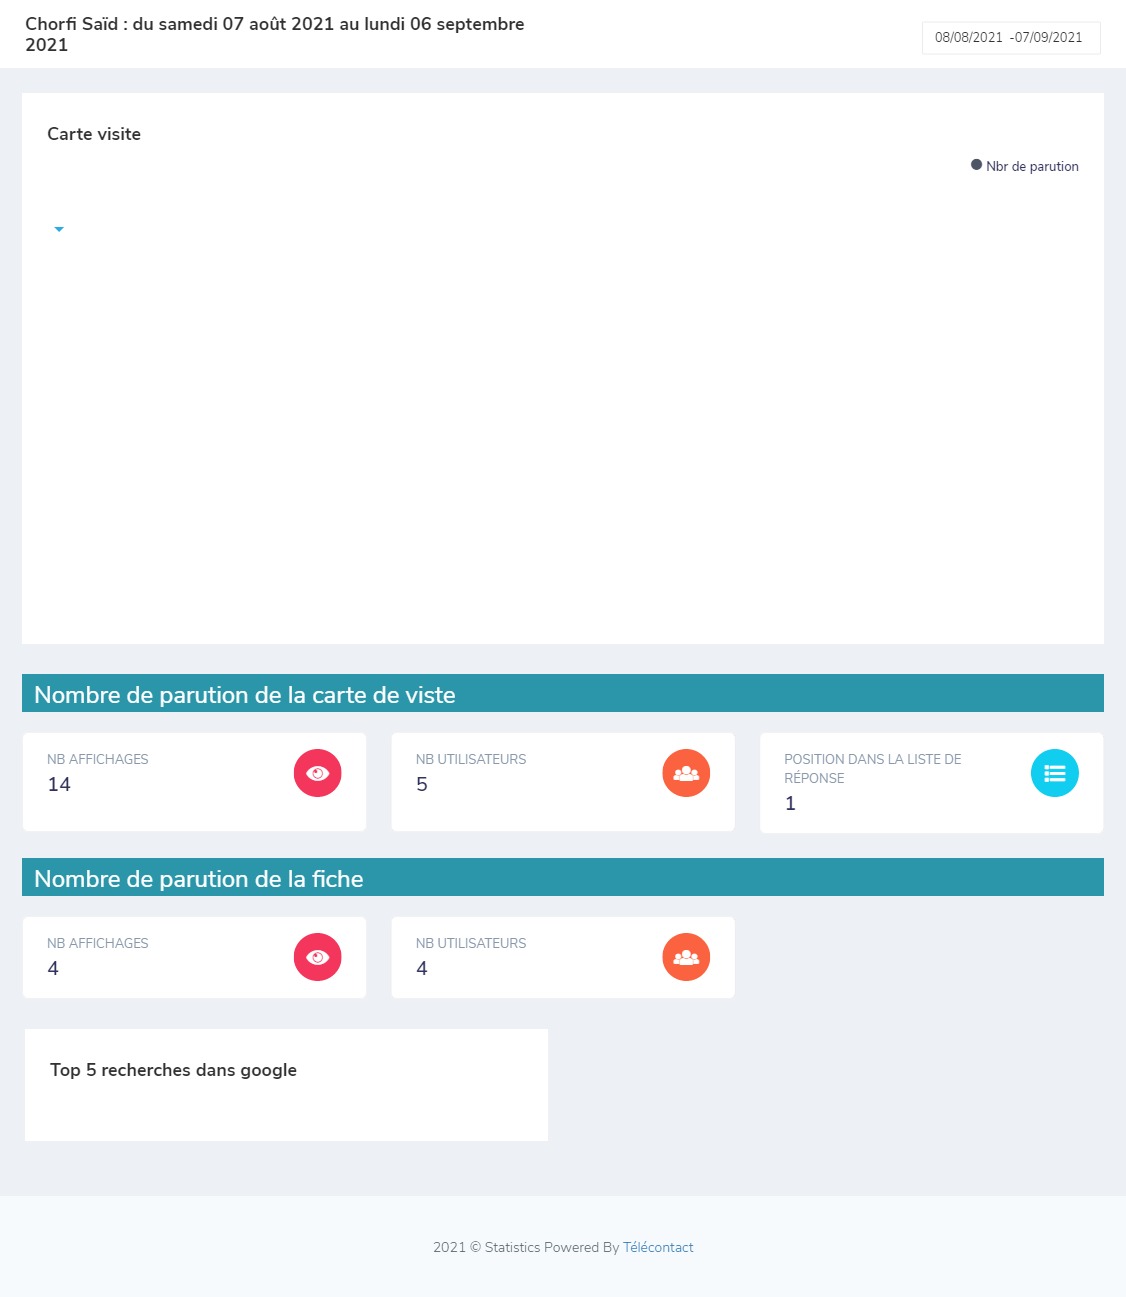 Chorfi Saïd : du samedi 07 août 2021 au lundi 06 septembre
2021
08/08/2021 -07/09/2021
Carte visite
Nbr de parution
Nombre de parution de la carte de viste
NB AFFICHAGES
14
NB UTILISATEURS
5
POSITION DANS LA LISTE DE
RÉPONSE
1
Nombre de parution de la fiche
NB AFFICHAGES
4
NB UTILISATEURS
4
Top 5 recherches dans google
2021 © Statistics Powered By Télécontact